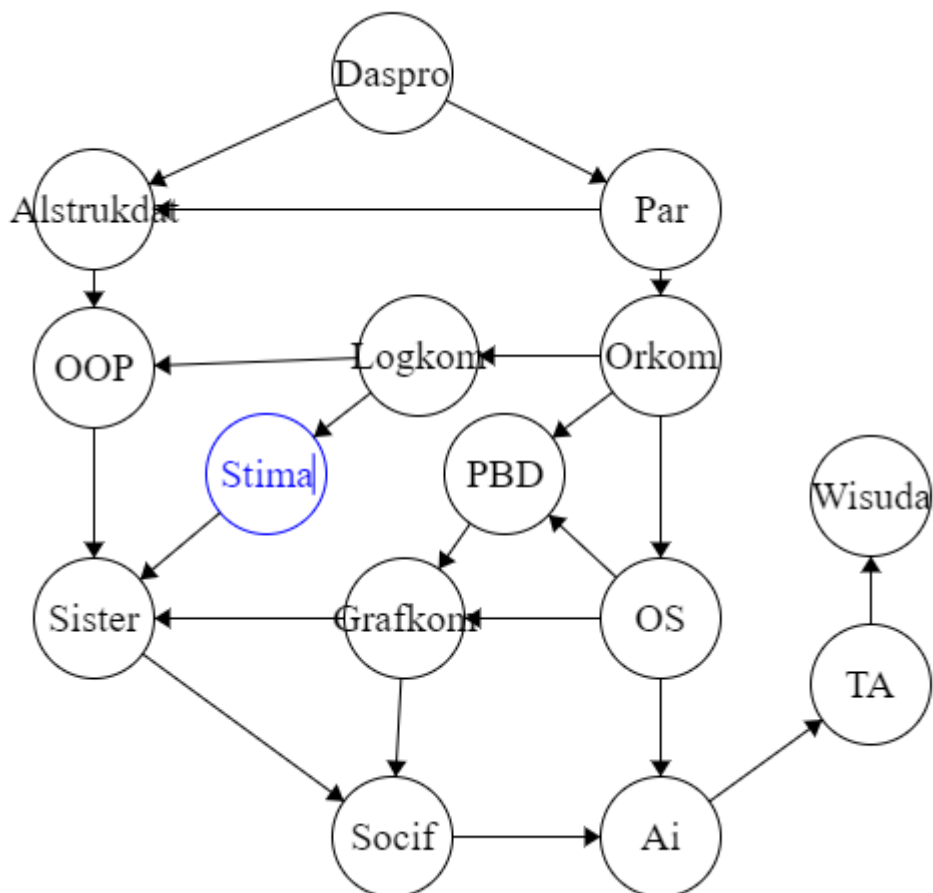 Daspro
Alstrukdat
Par
OOP
Logkom
Orkom
Stima
PBD
Wisuda
Sister
Grafkom
OS
TA
Socif
Ai